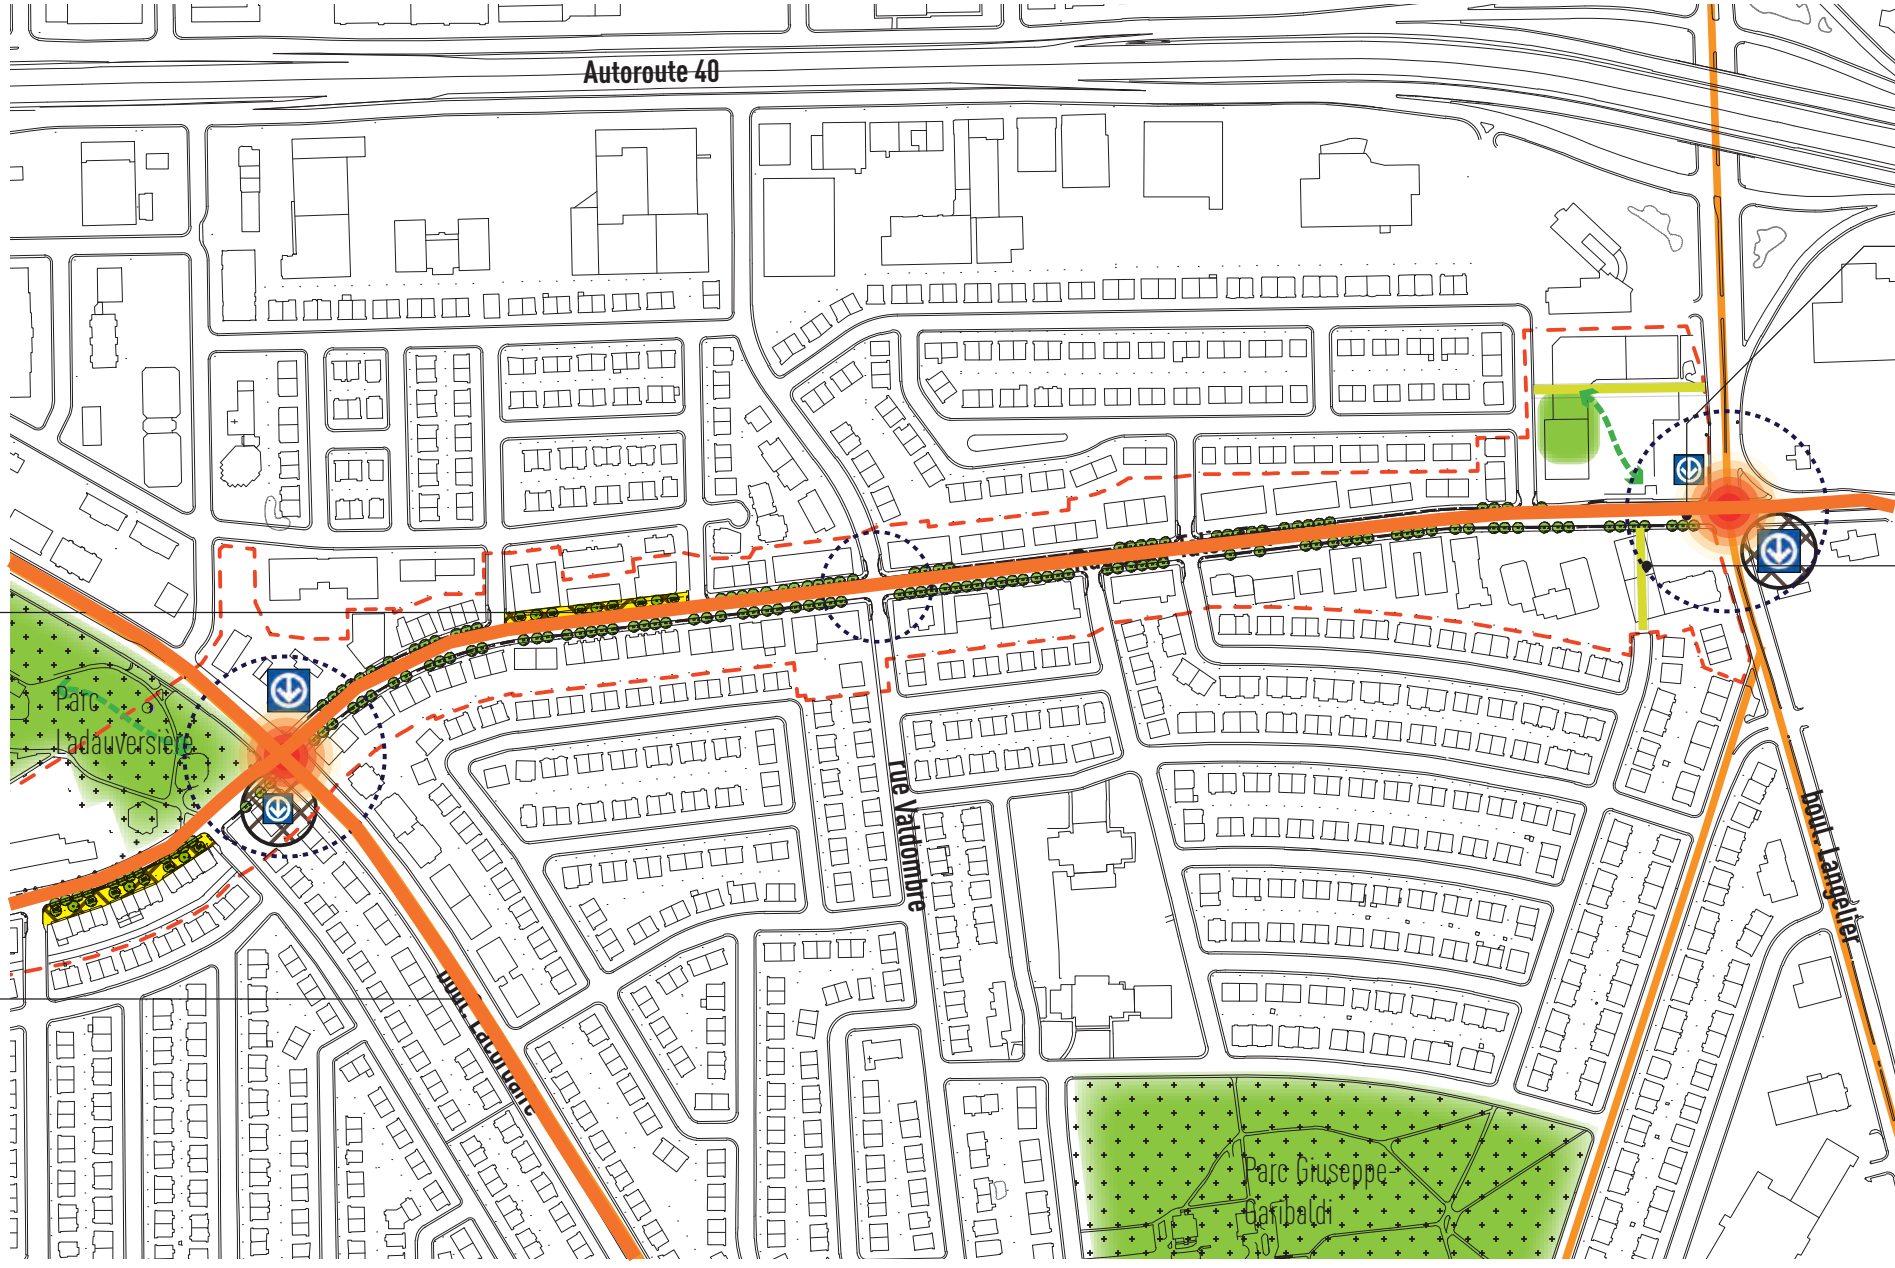 Autoroute 40
Parc
Ladauversière
rue Valdombre
boul. Langelier
boul. Lacordaire
Parc Giuseppe-
Garibaldi